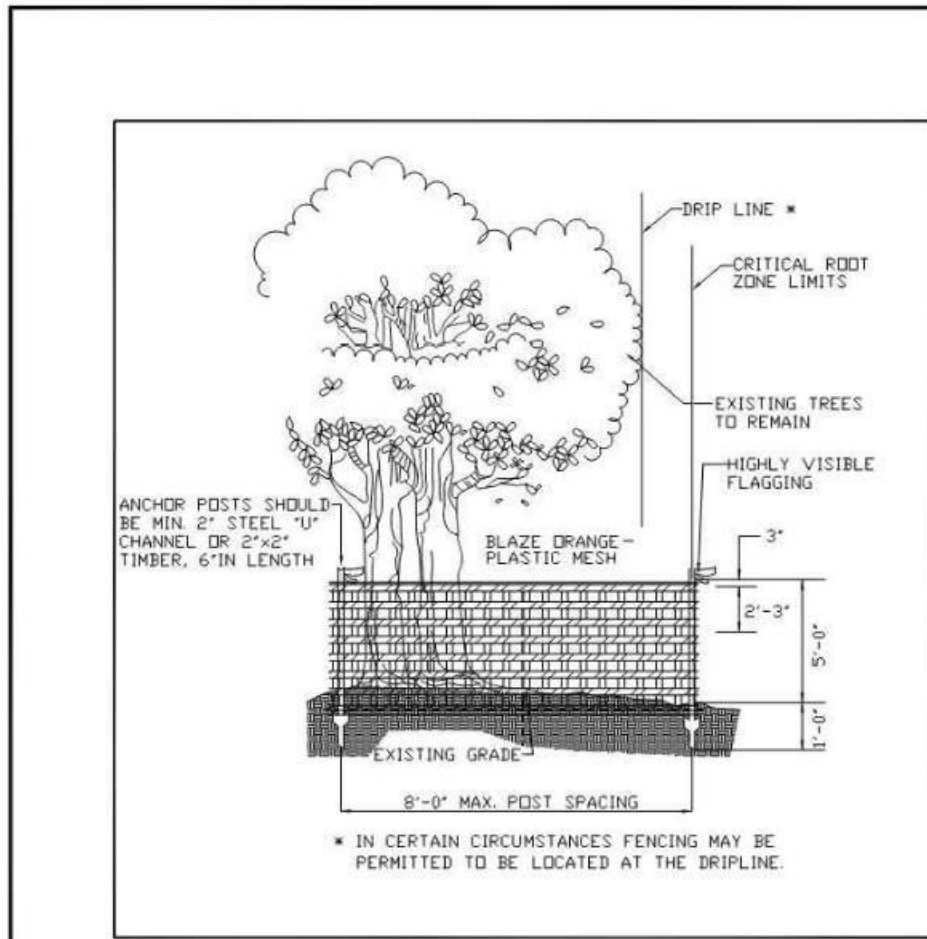 DRIP LINE *
CRITICAL ROOT
ZONE LIMITS
EXISTING TREES
TO REMAIN
HIGHLY VISIBLE
FLAGGING
ANCHOR POSTS SHOULD
BE MIN. 2" STEEL "U"
CHANNEL OR 2"x2"
TIMBER, 6"IN LENGTH
BLAZE ORANGE
PLASTIC MESH
3"
2'-3"
5'-0"
1'-0"
EXISTING GRADE
8'-0" MAX. POST SPACING
* IN CERTAIN CIRCUMSTANCES FENCING MAY BE
PERMITTED TO BE LOCATED AT THE DRIPLINE.